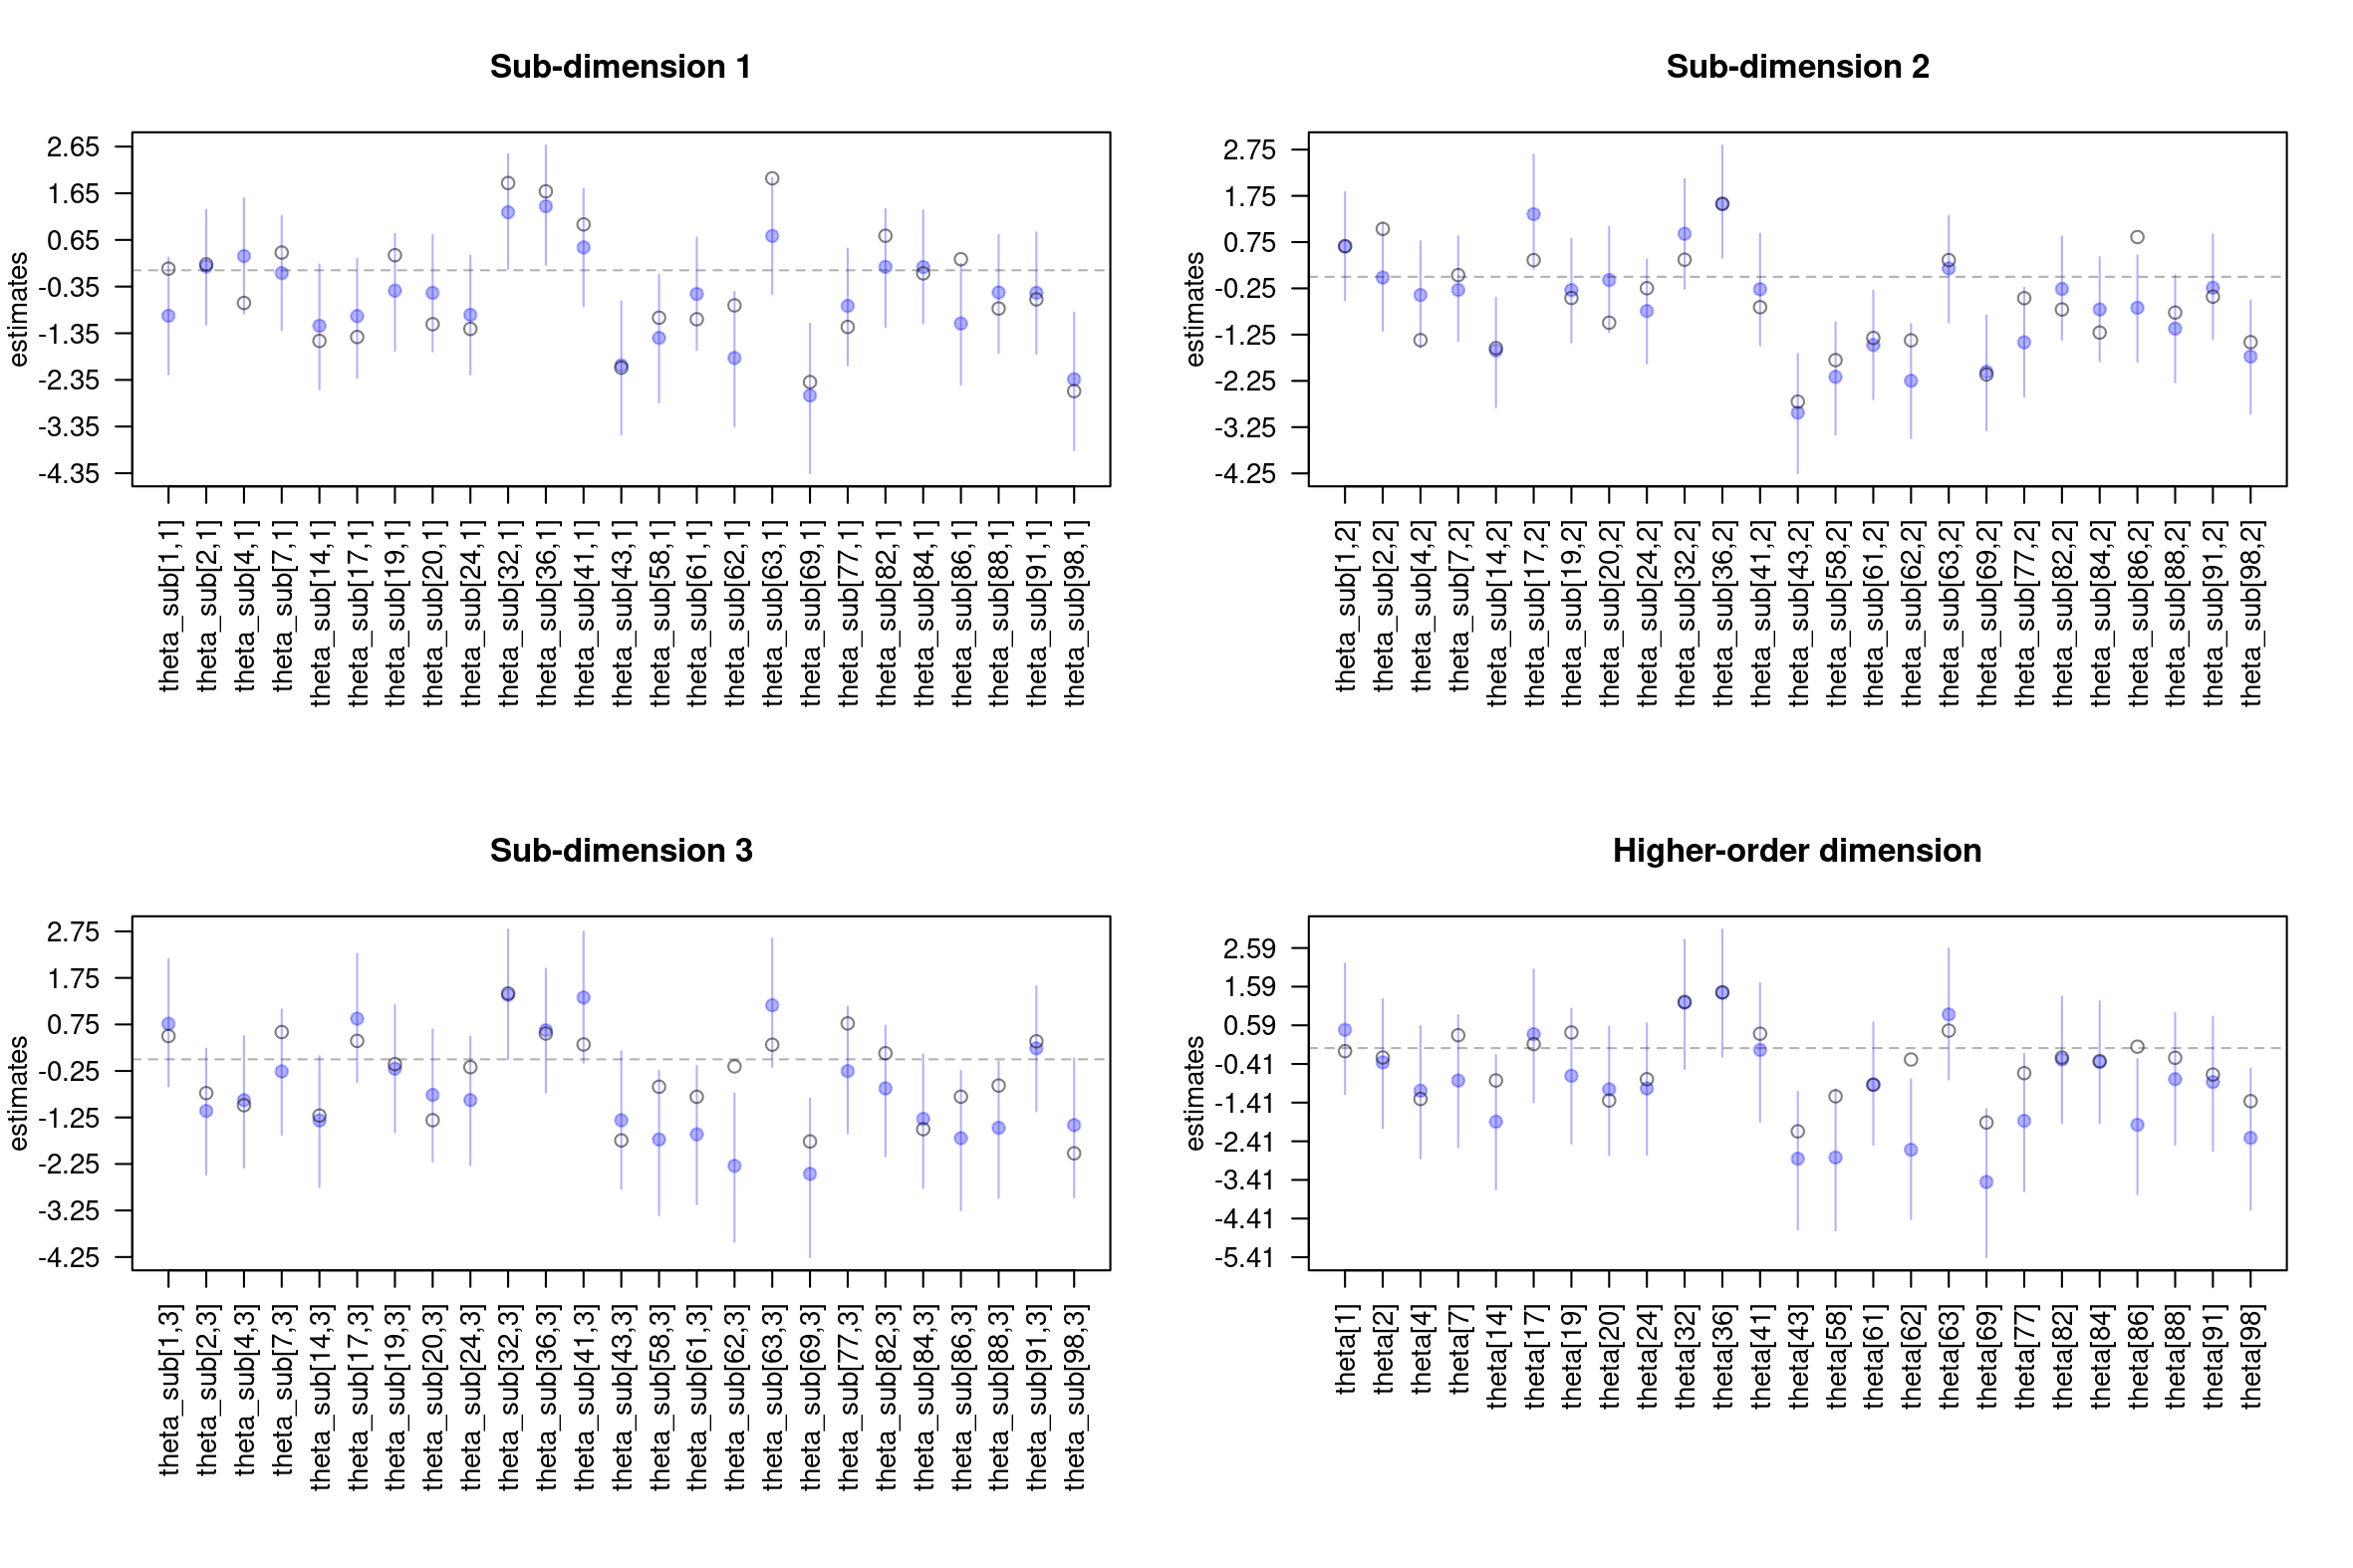 Sub-dimension 1
estimates
2.65
1.65
0.65
-0.35
-1.35
-2.35
-3.35
-4.35
theta_sub[1,1]
theta_sub[2,1]
theta_sub[4,1]
theta_sub[7,1]
theta_sub[14,1]
theta_sub[17,1]
theta_sub[19,1]
theta_sub[20,1]
theta_sub[24,1]
theta_sub[32,1]
theta_sub[36,1]
theta_sub[41,1]
theta_sub[43,1]
theta_sub[58,1]
theta_sub[61,1]
theta_sub[62,1]
theta_sub[63,1]
theta_sub[69,1]
theta_sub[77,1]
theta_sub[82,1]
theta_sub[84,1]
theta_sub[86,1]
theta_sub[88,1]
theta_sub[91,1]
theta_sub[98,1]
Sub-dimension 2
estimates
2.75
1.75
0.75
-0.25
-1.25
-2.25
-3.25
-4.25
theta_sub[1,2]
theta_sub[2,2]
theta_sub[4,2]
theta_sub[7,2]
theta_sub[14,2]
theta_sub[17,2]
theta_sub[19,2]
theta_sub[20,2]
theta_sub[24,2]
theta_sub[32,2]
theta_sub[36,2]
theta_sub[41,2]
theta_sub[43,2]
theta_sub[58,2]
theta_sub[61,2]
theta_sub[62,2]
theta_sub[63,2]
theta_sub[69,2]
theta_sub[77,2]
theta_sub[82,2]
theta_sub[84,2]
theta_sub[86,2]
theta_sub[88,2]
theta_sub[91,2]
theta_sub[98,2]
Sub-dimension 3
estimates
2.75
1.75
0.75
-0.25
-1.25
-2.25
-3.25
-4.25
theta_sub[1,3]
theta_sub[2,3]
theta_sub[4,3]
theta_sub[7,3]
theta_sub[14,3]
theta_sub[17,3]
theta_sub[19,3]
theta_sub[20,3]
theta_sub[24,3]
theta_sub[32,3]
theta_sub[36,3]
theta_sub[41,3]
theta_sub[43,3]
theta_sub[58,3]
theta_sub[61,3]
theta_sub[62,3]
theta_sub[63,3]
theta_sub[69,3]
theta_sub[77,3]
theta_sub[82,3]
theta_sub[84,3]
theta_sub[86,3]
theta_sub[88,3]
theta_sub[91,3]
theta_sub[98,3]
Higher-order dimension
estimates
2.59
1.59
0.59
-0.41
-1.41
-2.41
-3.41
-4.41
-5.41
theta[1]
theta[2]
theta[4]
theta[7]
theta[14]
theta[17]
theta[19]
theta[20]
theta[24]
theta[32]
theta[36]
theta[41]
theta[43]
theta[58]
theta[61]
theta[62]
theta[63]
theta[69]
theta[77]
theta[82]
theta[84]
theta[86]
theta[88]
theta[91]
theta[98]